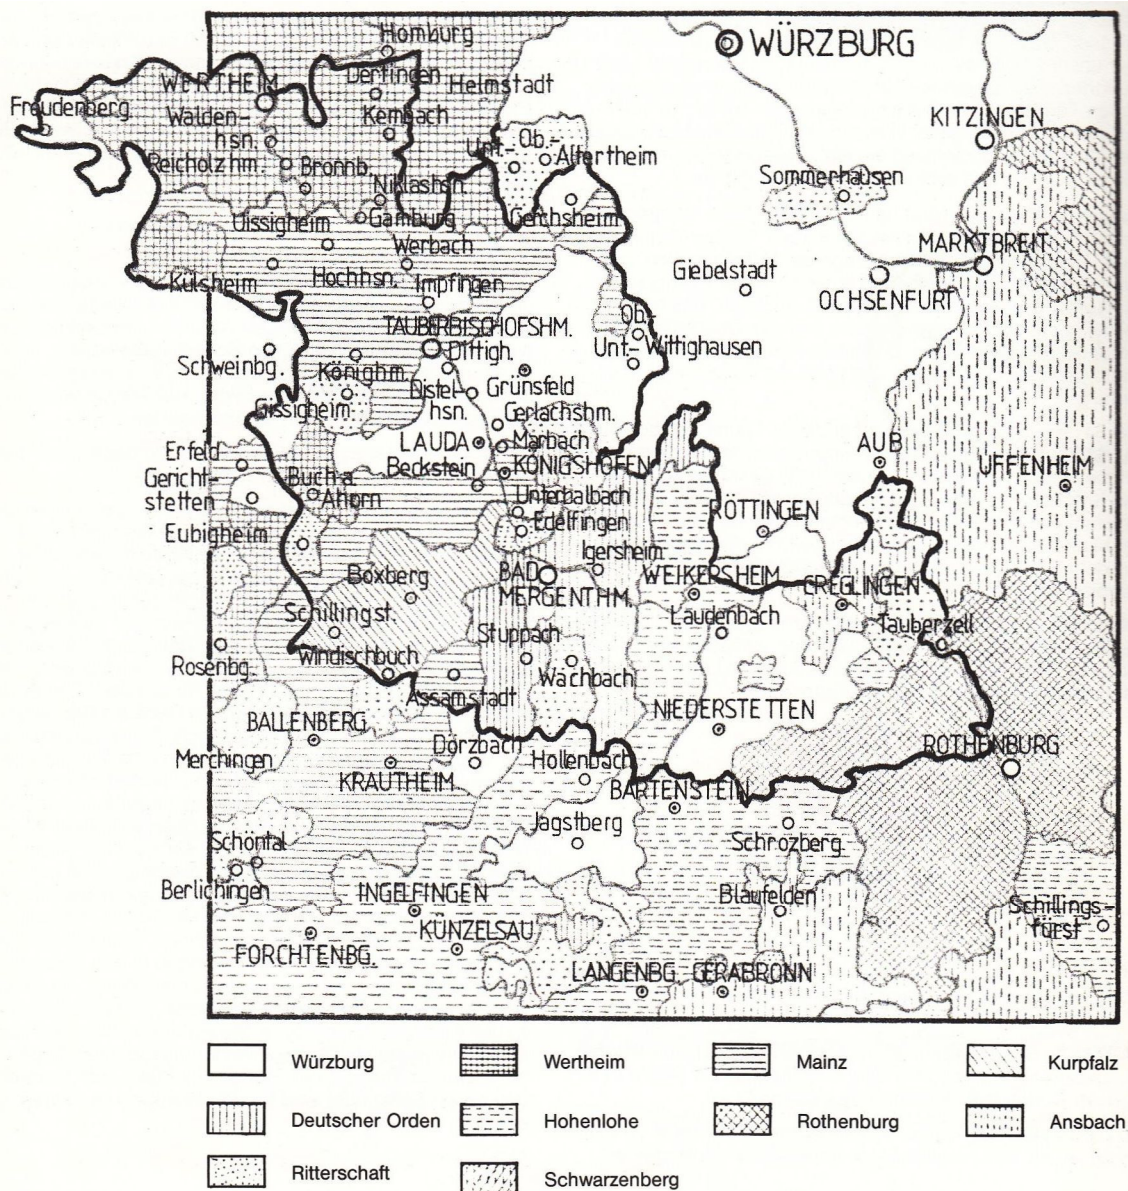 Homburg
WÜRZBURG
Dertingen
Helmstadt
WERTHEIM
Freudenberg
Kembach
KITZINGEN
Walden-
hsn.
Unt.-
Ob.-
Altertheim
Reicholzhm.
Bronnb.
Sommerhausen
Niklashsn.
Uissigheim
Gamburg
Gerchsheim
Werbach
MARKTBREIT
Giebelstadt
Külsheim
Hochhsn.
Impfingen
OCHSENFURT
TAUBERBISCHOFSHM.
Ob.-
Dittigh.
Unt.-
Wittighausen
Schweinbg.
Könighm.
Distel-
hsn.
Grünsfeld
Gissigheim
Gerlachshm.
LAUDA
Marbach
AUB
Erfeld
Beckstein
KÖNIGSHOFEN
UFFENHEIM
Gericht-
stetten
Buch a.
Ahorn
Unterbalbach
RÖTTINGEN
Eubigheim
Edelfingen
Igersheim
Boxberg
BAD
MERGENTHM.
WEIKERSHEIM
CREGLINGEN
Schillingst.
Laudenbach
Tauberzell
Stuppach
Rosenbg.
Windischbuch
Wachbach
Assamstadt
NIEDERSTETTEN
BALLENBERG
Dörzbach
ROTHENBURG
Merchingen
Hollenbach
KRAUTHEIM
BARTENSTEIN
Jagstberg
Schrozberg
Schöntal
Berlichingen
INGELFINGEN
Blaufelden
Schillings-
fürst
KÜNZELSAU
FORCHTENBG.
LANGENBG.
GERABRONN
Würzburg
Wertheim
Mainz
Kurpfalz
Deutscher Orden
Hohenlohe
Rothenburg
Ansbach
Ritterschaft
Schwarzenberg